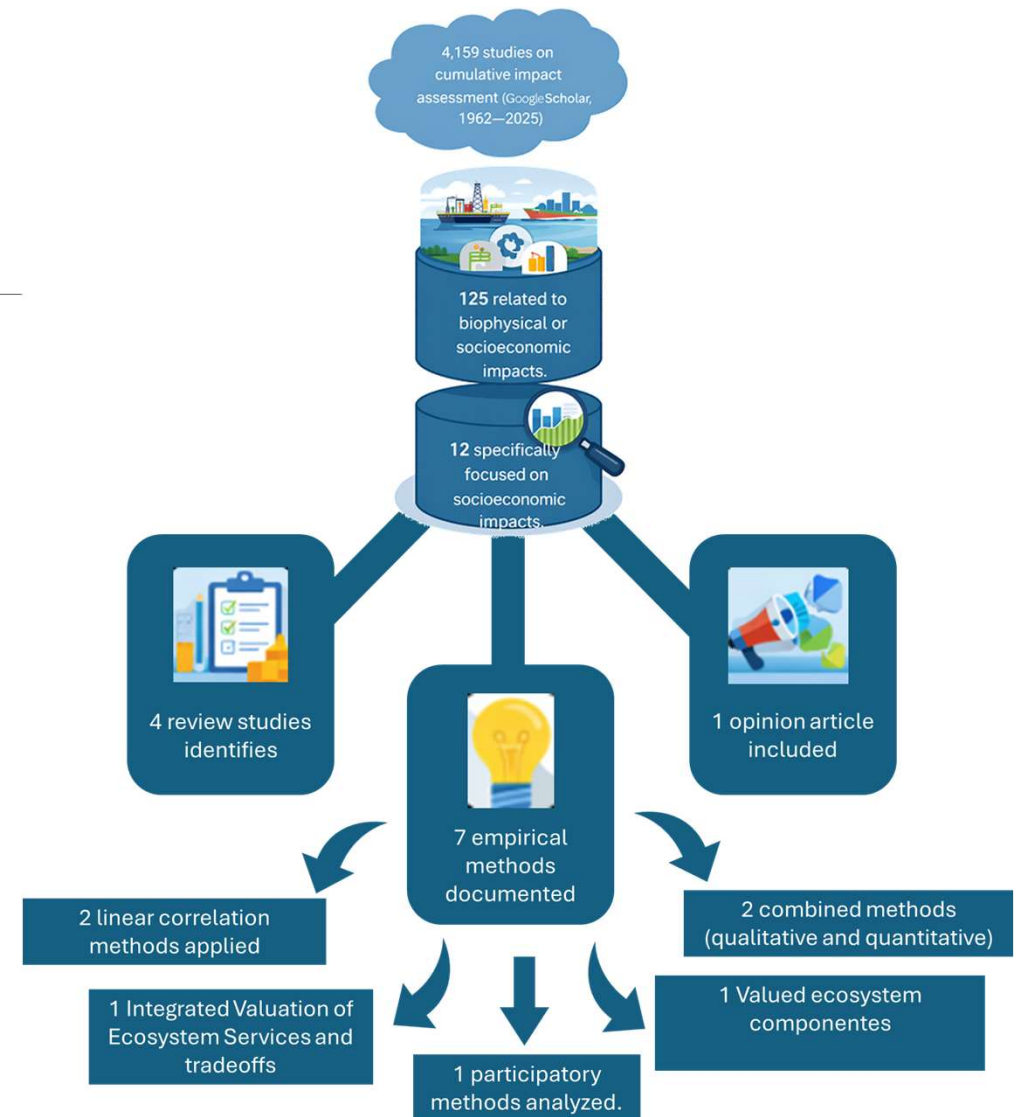 4,159 studies on
cumulative impact
assessment (Google Scholar,
1962—2025)
125 related to
biophysical or
socioeconomic
impacts.
12 specifically
focused on
socioeconomic
impacts.
4 review studies
identifies
1 opinion article
included
7 empirical
methods
documented
2 linear correlation
methods applied
2 combined methods
(qualitative and quantitative)
1 Integrated Valuation of
Ecosystem Services and
tradeoffs
1 Valued ecosystem
componentes
1 participatory
methods analyzed.